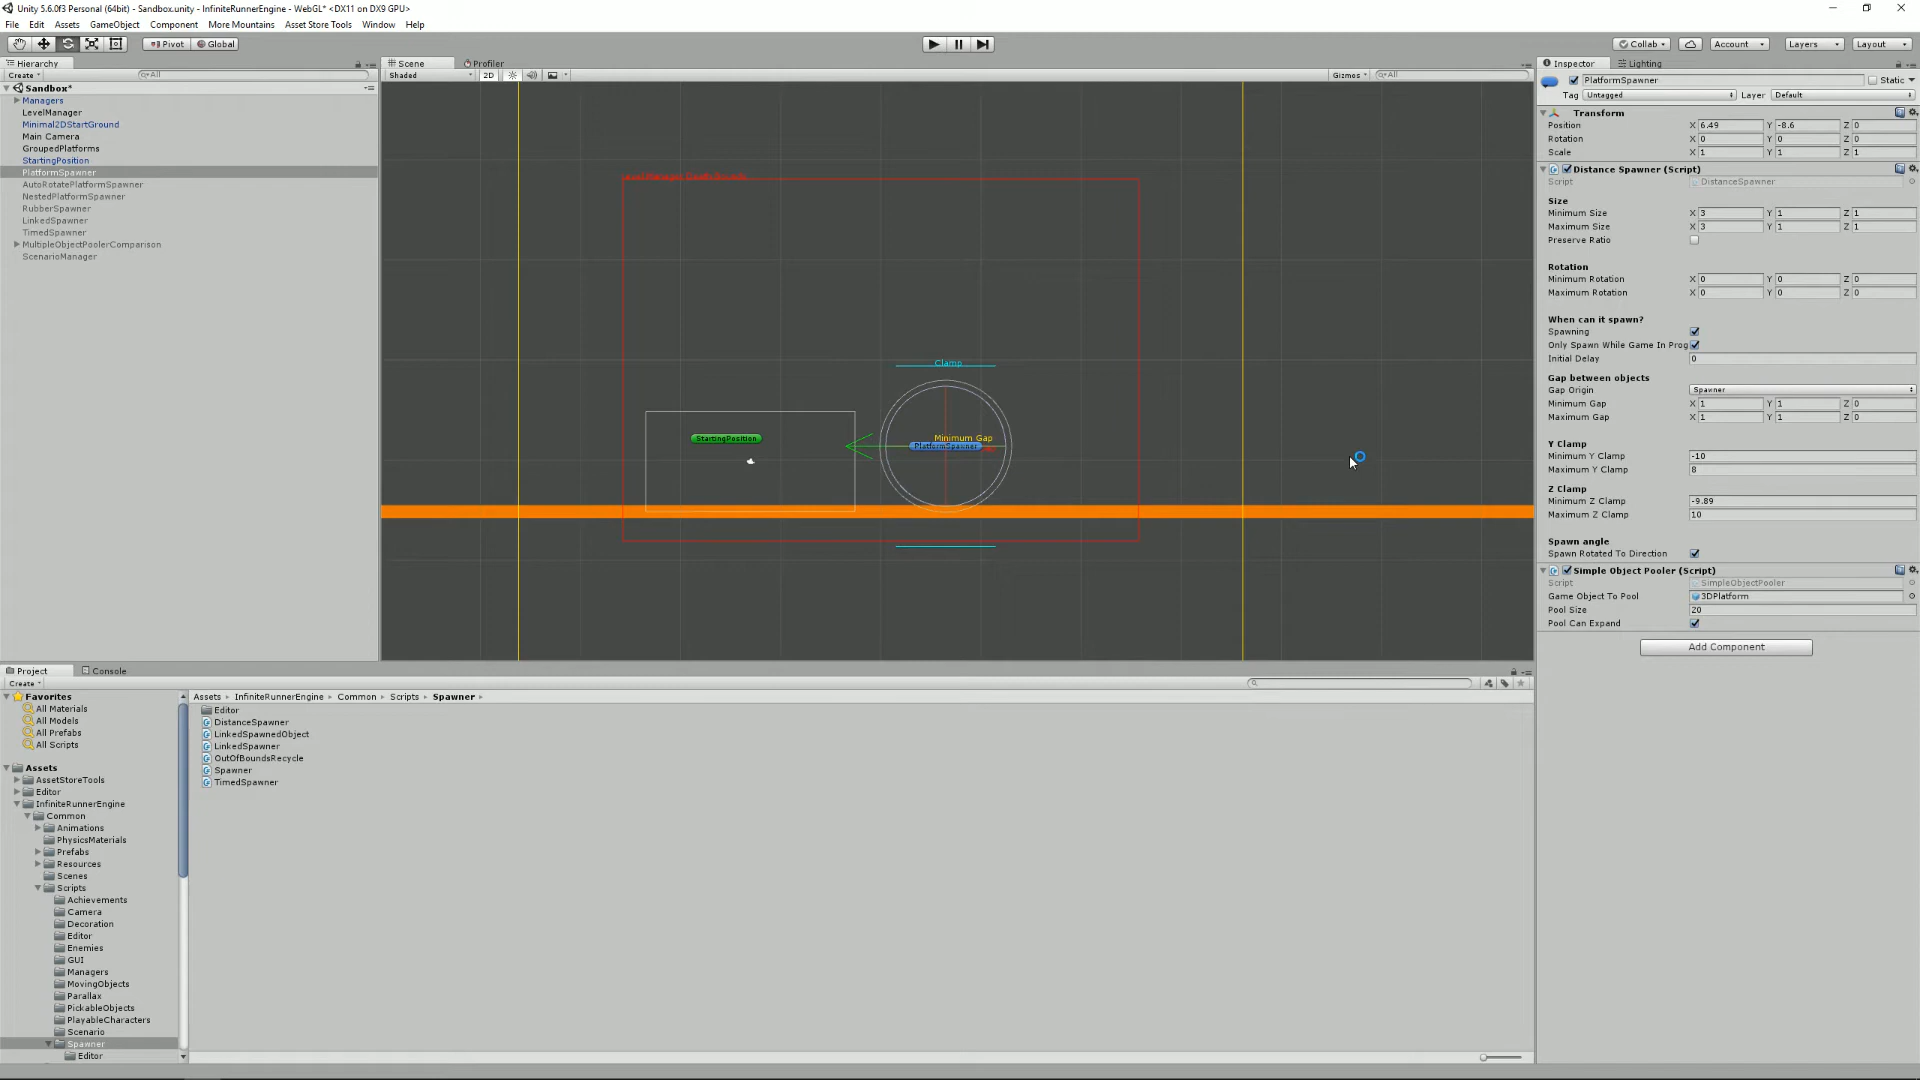 Unity 5.6.0f3 Personal (64bit) - Sandbox.unity - InfiniteRunnerEngine - WebGL* <DX11 on DX9 GPU>
File Edit Assets GameObject Component More Mountains Asset Store Tools Window Help
Pivot Global Collab Account Layers Layout
Hierarchy
Create All
Sandbox*
Managers
LevelManager
Minimal2DStartGround
Main Camera
GroupedPlatforms
StartingPosition
PlatformSpawner
AutoRotatePlatformSpawner
NestedPlatformSpawner
RubberSpawner
LinkedSpawner
TimedSpawner
MultipleObjectPoolerComparison
ScenarioManager
Scene Profiler
Shaded 2D Gizmos All
Level Manager Death Bounds
Clamp
StartingPosition
Minimum Gap
PlatformSpawner
Inspector Lighting
PlatformSpawner Static
Tag Untagged Layer Default
Transform
Position X 6.49 Y -8.6 Z 0
Rotation X 0 Y 0 Z 0
Scale X 1 Y 1 Z 1
Distance Spawner (Script)
Script DistanceSpawner
Size
Minimum Size X 3 Y 1 Z 1
Maximum Size X 3 Y 1 Z 1
Preserve Ratio
Rotation
Minimum Rotation X 0 Y 0 Z 0
Maximum Rotation X 0 Y 0 Z 0
When can it spawn?
Spawning
Only Spawn While Game In Prog
Initial Delay 0
Gap between objects
Gap Origin Spawner
Minimum Gap X 1 Y 1 Z 0
Maximum Gap X 1 Y 1 Z 0
Y Clamp
Minimum Y Clamp -10
Maximum Y Clamp 8
Z Clamp
Minimum Z Clamp -9.89
Maximum Z Clamp 10
Spawn angle
Spawn Rotated To Direction
Simple Object Pooler (Script)
Script SimpleObjectPooler
Game Object To Pool 3DPlatform
Pool Size 20
Pool Can Expand
Add Component
Project Console
Create
Favorites
All Materials
All Models
All Prefabs
All Scripts
Assets
AssetStoreTools
Editor
InfiniteRunnerEngine
Common
Animations
PhysicsMaterials
Prefabs
Resources
Scenes
Scripts
Achievements
Camera
Decoration
Editor
Enemies
GUI
Managers
MovingObjects
Parallax
PickableObjects
PlayableCharacters
Scenario
Spawner
Editor
Assets InfiniteRunnerEngine Common Scripts Spawner
Editor
DistanceSpawner
LinkedSpawnedObject
LinkedSpawner
OutOfBoundsRecycle
Spawner
TimedSpawner